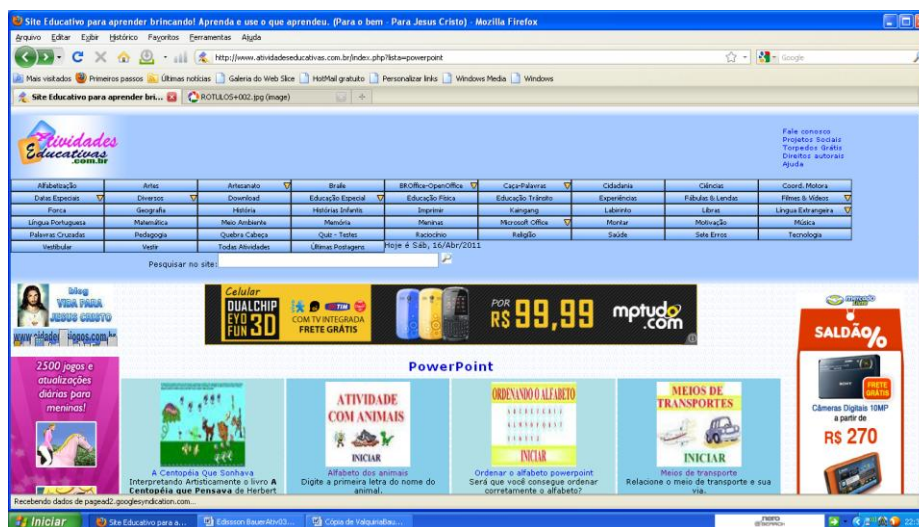 Site Educativo para aprender brincando! Aprenda e use o que aprendeu. (Para o bem - Para Jesus Cristo) - Mozilla Firefox
Arquivo Editar Exibir Histórico Favoritos Ferramentas Ajuda
http://www.atividadeseducativas.com.br/index.php?lista=powerpoint
Google
Mais visitados Primeiros passos Últimas notícias Galeria do Web Slice HotMail gratuito Personalizar links Windows Media Windows
Site Educativo para aprender bri... ROTULOS+002.jpg (image)
Atividades
Educativas
.com.br
Fale conosco
Projetos Sociais
Torpedos Grátis
Direitos autorais
Ajuda
Alfabetização Artes Artesanato Braile BROffice-OpenOffice Caça-Palavras Cidadania Ciências Coord. Motora
Datas Especiais Diversos Download Educação Especial Educação Física Educação Trânsito Experiências Fábulas & Lendas Filmes & Vídeos
Forca Geografia História Histórias Infantis Imprimir Kaingang Labirinto Libras Língua Extrangeira
Língua Portuguesa Matemática Meio Ambiente Meninas Microsoft Office Montar Motivação Música
Palavras Cruzadas Pedagogia Quebra Cabeça Quiz - Testes Raciocínio Religião Saúde Sete Erros Tecnologia
Vestibular Vestir Todas Atividades Últimas Postagens Hoje é Sáb, 16/Abr/2011
Pesquisar no site:
blog
VIDA PARA
JESUS CRISTO
Celular
DUALCHIP
EYO
FUN 3D
TIM
COM TV INTEGRADA
FRETE GRÁTIS
POR
R$ 99,99
mptudo
.com
mercado
SALDÃO%
SONY
FRETE
GRÁTIS
Câmeras Digitais 10MP
a partir de
R$ 270
2500 jogos e
atualizações
diárias para
meninas!
PowerPoint
A Centopéia Que Sonhava
Interpretando Artisticamente o livro A
Centopéia que Pensava de Herbert
ATIVIDADE
COM ANIMAIS
INICIAR
Alfabeto dos animais
Digite a primeira letra do nome do
animal.
ORDENANDO O ALFABETO
INICIAR
Ordenar o alfabeto powerpoint
Será que você consegue ordenar
corretamente o alfabeto?
MEIOS DE
TRANSPORTES
INICIAR
Meios de transporte
Relacione o meio de transporte e sua
via.
Recebendo dados de pagead2.googlesyndication.com...
Iniciar Site Educativo para a... Edisson BauerAtiv03... Cópia de ValquiriaBau...
nero